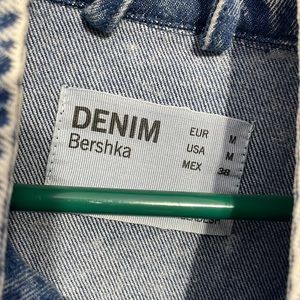 DENIM
Bershka
EUR M
USA M
MEX 38